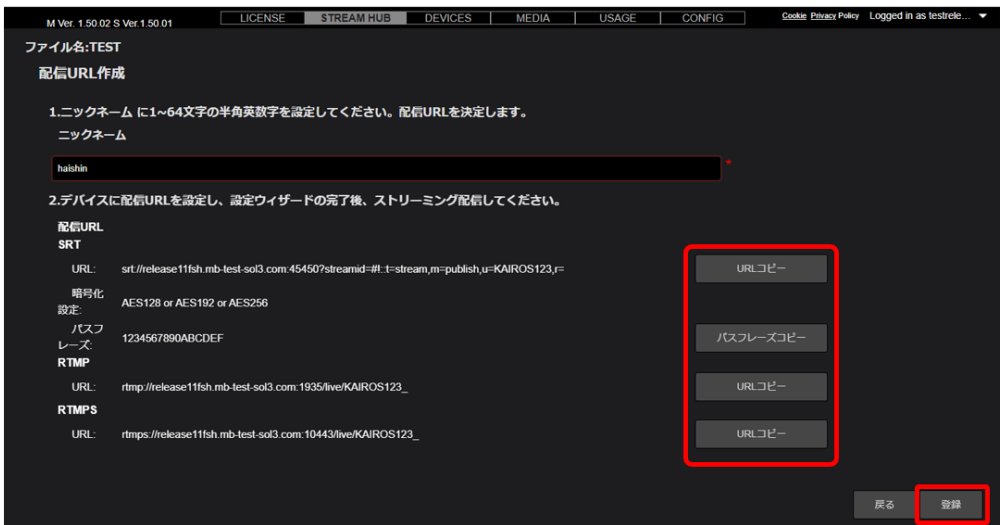 M Ver. 1.50.02 S Ver.1.50.01 LICENSE STREAM HUB DEVICES MEDIA USAGE CONFIG Cookie Privacy Policy Logged in as testrele...
ファイル名:TEST
配信URL作成
1.ニックネーム に1~64文字の半角英数字を設定してください。配信URLを決定します。
ニックネーム
haishin *
2.デバイスに配信URLを設定し、設定ウィザードの完了後、ストリーミング配信してください。
配信URL
SRT
URL: srt://release11fsh.mb-test-sol3.com:45450?streamid=#!::t=stream,m=publish,u=KAIROS123,r= URLコピー
暗号化
設定: AES128 or AES192 or AES256
パスフ
レーズ: 1234567890ABCDEF パスフレーズコピー
RTMP
URL: rtmp://release11fsh.mb-test-sol3.com:1935/live/KAIROS123_ URLコピー
RTMPS
URL: rtmps://release11fsh.mb-test-sol3.com:10443/live/KAIROS123_ URLコピー
戻る 登録